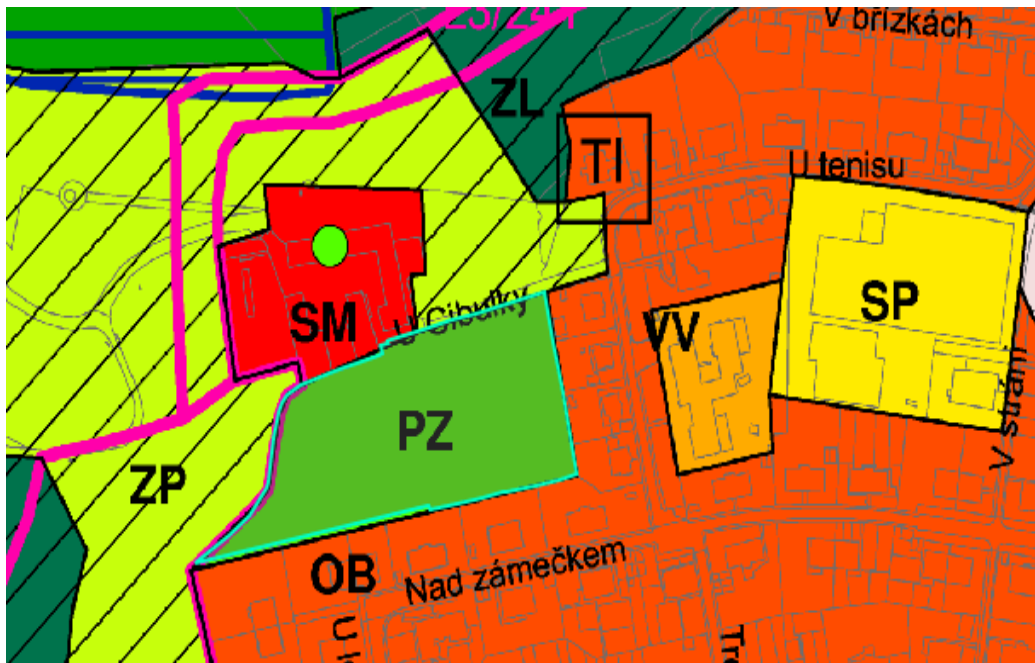 V břízkách
ZL
TI
U tenisu
SP
SM
U Cibulky
VV
PZ
V stráni
ZP
OB
Nad zámečkem